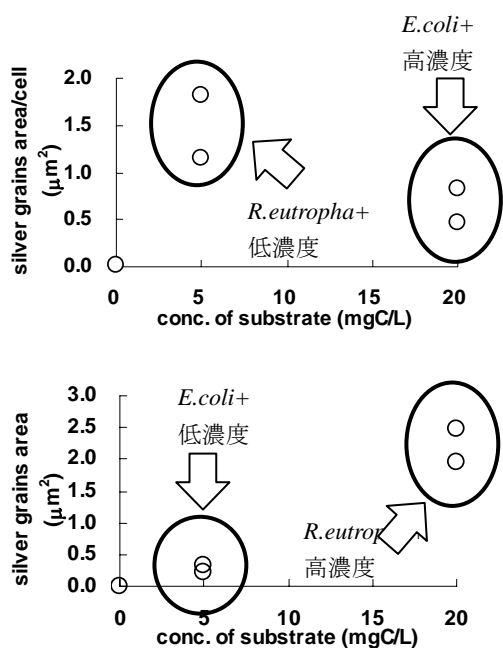 E.coli+
高濃度
silver grains area/cell
(μm²)
2.0
1.5
1.0
0.5
0.0
R.eutropha+
低濃度
0
5
10
15
20
conc. of substrate (mgC/L)
E.coli+
低濃度
silver grains area
(μm²)
3.0
2.5
2.0
1.5
1.0
0.5
0.0
R.eutrop
高濃度
0
5
10
15
20
conc. of substrate (mgC/L)